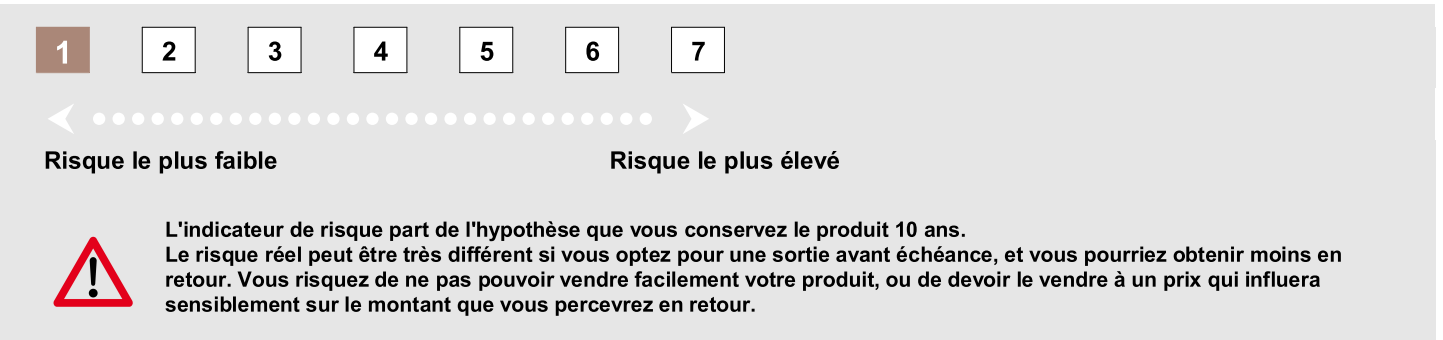 1 2 3 4 5 6 7
Risque le plus faible Risque le plus élevé
L'indicateur de risque part de l'hypothèse que vous conservez le produit 10 ans.
Le risque réel peut être très différent si vous optez pour une sortie avant échéance, et vous pourriez obtenir moins en
retour. Vous risquez de ne pas pouvoir vendre facilement votre produit, ou de devoir le vendre à un prix qui influera
sensiblement sur le montant que vous percevrez en retour.